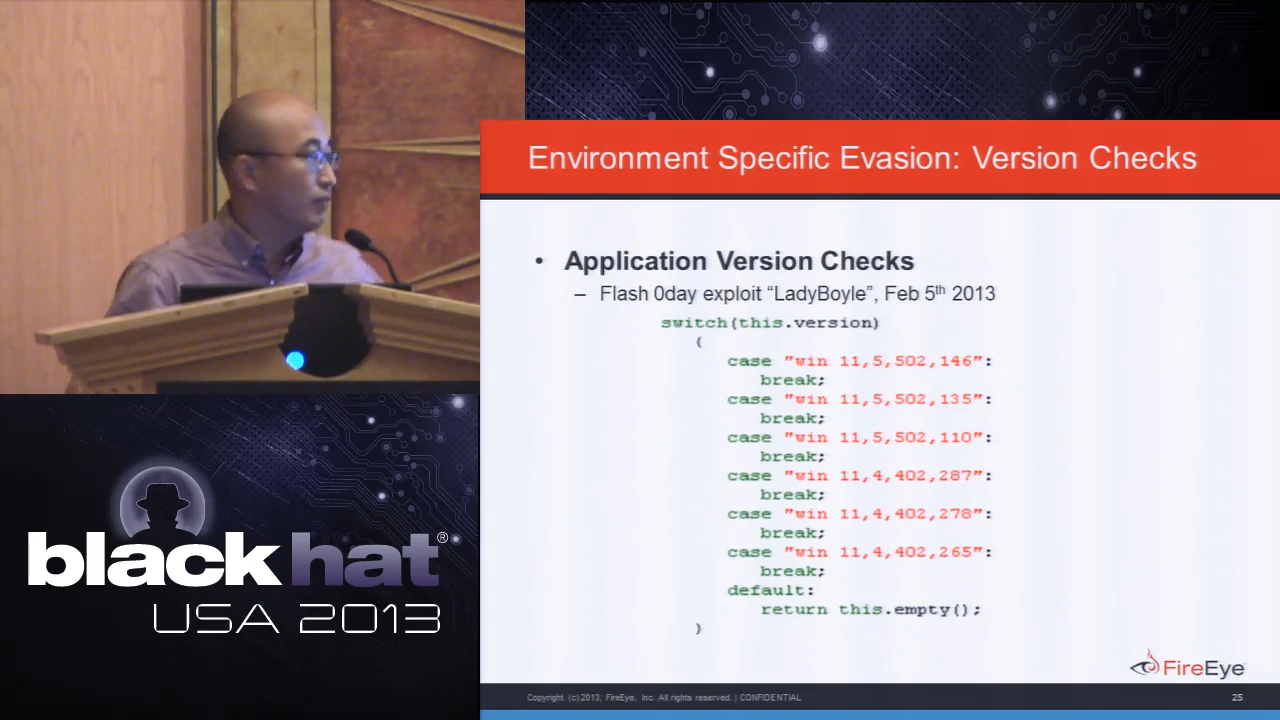 Environment Specific Evasion: Version Checks
• Application Version Checks
– Flash 0day exploit “LadyBoyle”, Feb 5th 2013
switch(this.version)
{
case "win 11,5,502,146":
break;
case "win 11,5,502,135":
break;
case "win 11,5,502,110":
break;
case "win 11,4,402,287":
break;
case "win 11,4,402,278":
break;
case "win 11,4,402,265":
break;
default:
return this.empty();
}
FireEye
Copyright (c) 2013, FireEye, Inc. All rights reserved. | CONFIDENTIAL
25
blackhat®
USA 2013